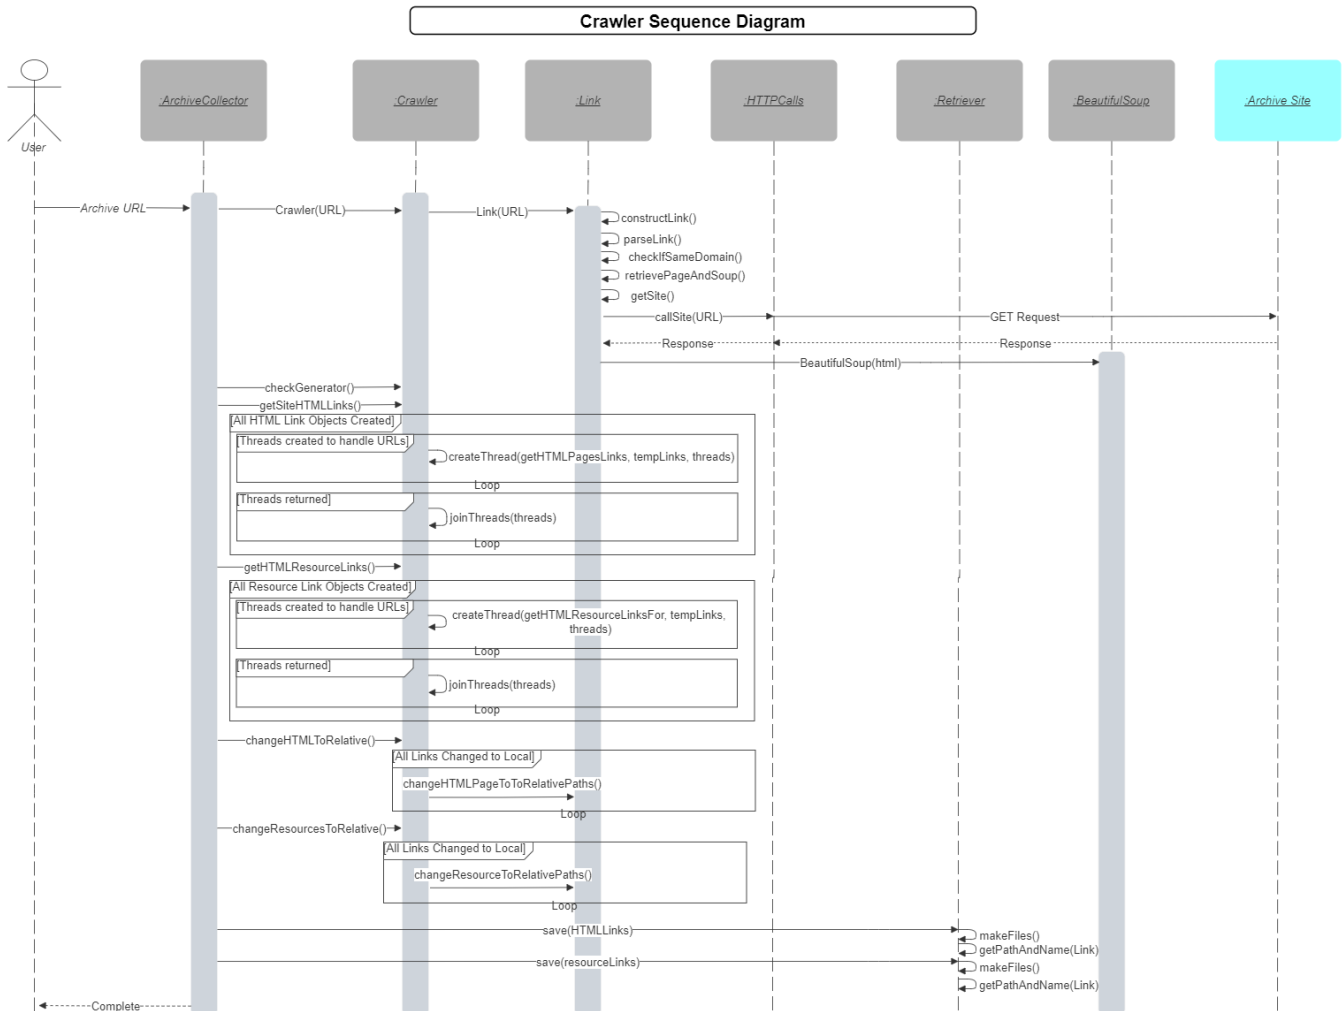 Crawler Sequence Diagram
:ArchiveCollector
:Crawler
:Link
:HTTPCalls
:Retriever
:BeautifulSoup
:Archive Site
User
Archive URL
Crawler(URL)
Link(URL)
constructLink()
parseLink()
checkIfSameDomain()
retrievePageAndSoup()
getSite()
callSite(URL)
GET Request
Response
Response
BeautifulSoup(html)
checkGenerator()
getSiteHTMLLinks()
[All HTML Link Objects Created]
[Threads created to handle URLs]
createThread(getHTMLPagesLinks, tempLinks, threads)
Loop
[Threads returned]
joinThreads(threads)
Loop
getHTMLResourceLinks()
[All Resource Link Objects Created]
[Threads created to handle URLs]
createThread(getHTMLResourceLinksFor, tempLinks,
threads)
Loop
[Threads returned]
joinThreads(threads)
Loop
changeHTMLToRelative()
[All Links Changed to Local]
changeHTMLPageToToRelativePaths()
Loop
changeResourcesToRelative()
[All Links Changed to Local]
changeResourceToRelativePaths()
Loop
save(HTMLLinks)
makeFiles()
getPathAndName(Link)
save(resourceLinks)
makeFiles()
getPathAndName(Link)
Complete